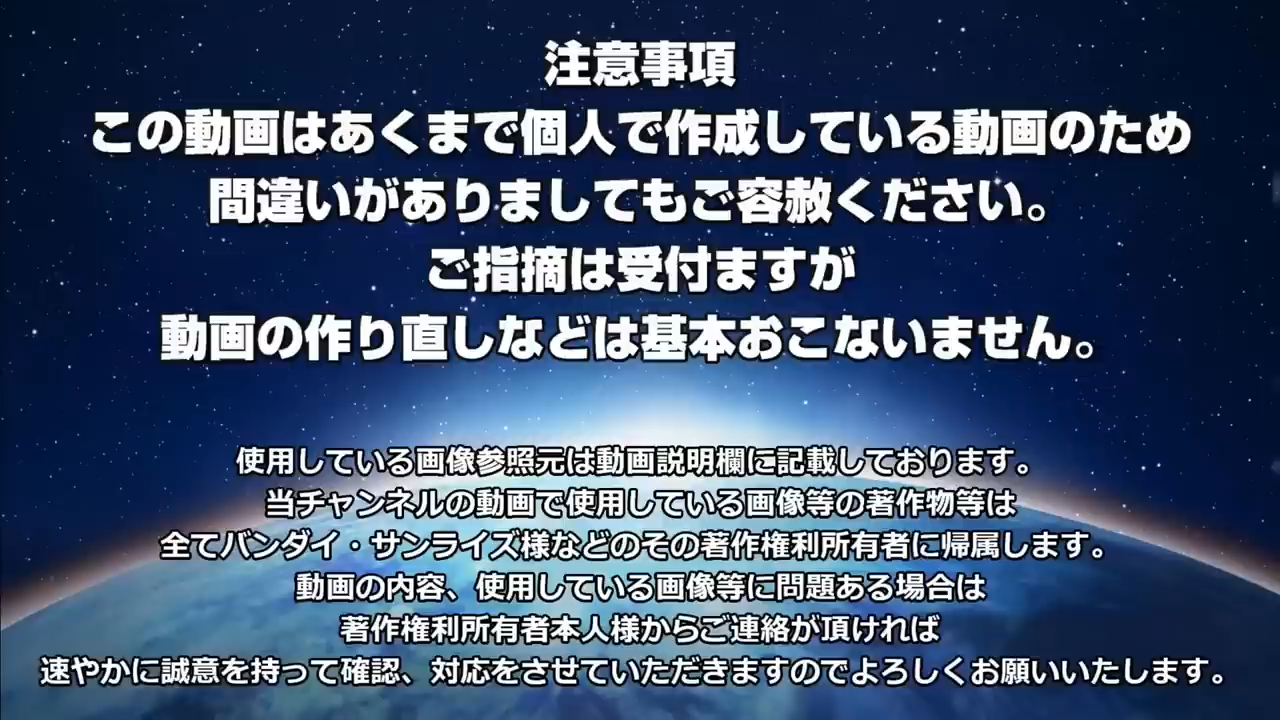 注意事項
この動画はあくまで個人で作成している動画のため
間違いがありましてもご容赦ください。
ご指摘は受付ますが
動画の作り直しなどは基本おこないません。
使用している画像参照元は動画説明欄に記載しております。
当チャンネルの動画で使用している画像等の著作物等は
全てバンダイ・サンライズ様などのその著作権利所有者に帰属します。
動画の内容、使用している画像等に問題ある場合は
著作権利所有者本人様からご連絡が頂ければ
速やかに誠意を持って確認、対応をさせていただきますのでよろしくお願いいたします。